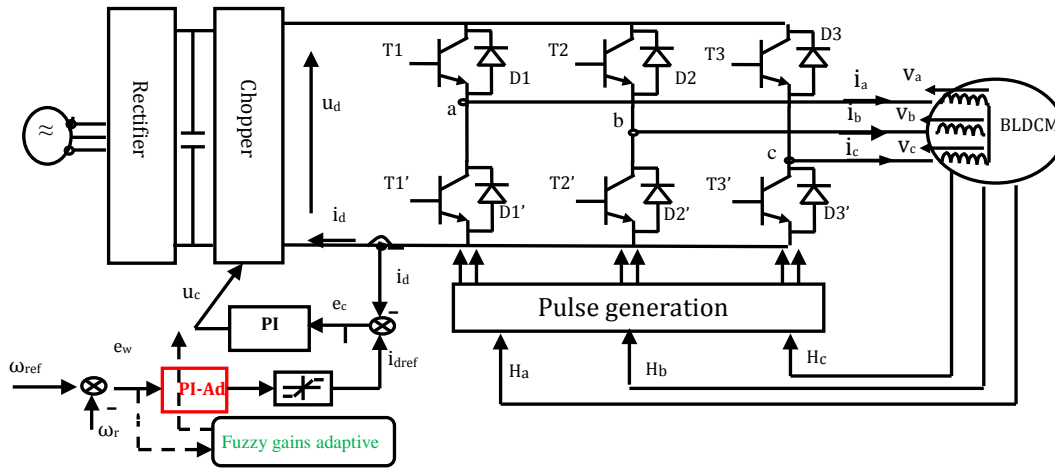 T1
T2
T3
D3
D1
D2
Rectifier
Chopper
≈
u_d
a
b
c
i_a
i_b
i_c
v_a
v_b
v_c
BLDCM
T1’
T2’
T3’
D1’
D2’
D3’
i_d
i_d
u_c
e_c
PI
-
Pulse generation
i_dref
ω_ref
e_w
PI-Ad
-
ω_r
Fuzzy gains adaptive
H_a
H_b
H_c